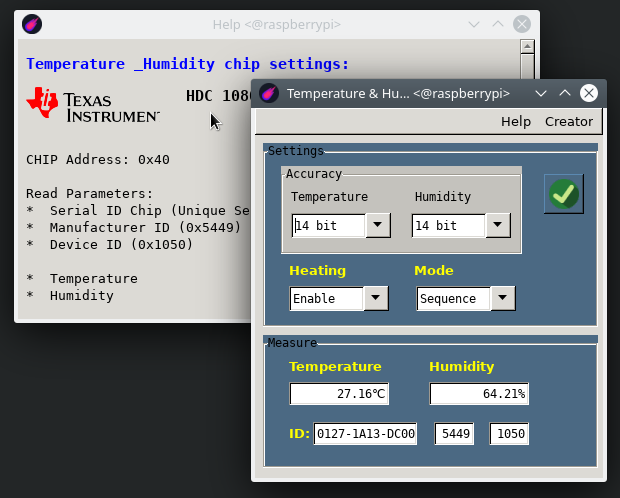 Help <@raspberrypi>
Temperature _Humidity chip settings:
TEXAS
INSTRUMEN
HDC 108
CHIP Address: 0x40
Read Parameters:
* Serial ID Chip (Unique Se
* Manufacturer ID (0x5449)
* Device ID (0x1050)
* Temperature
* Humidity
Temperature & Hu... <@raspberrypi>
Help Creator
Settings
Accuracy
Temperature Humidity
14 bit 14 bit
Heating Mode
Enable Sequence
Measure
Temperature Humidity
27.16℃ 64.21%
ID: 0127-1A13-DC00 5449 1050